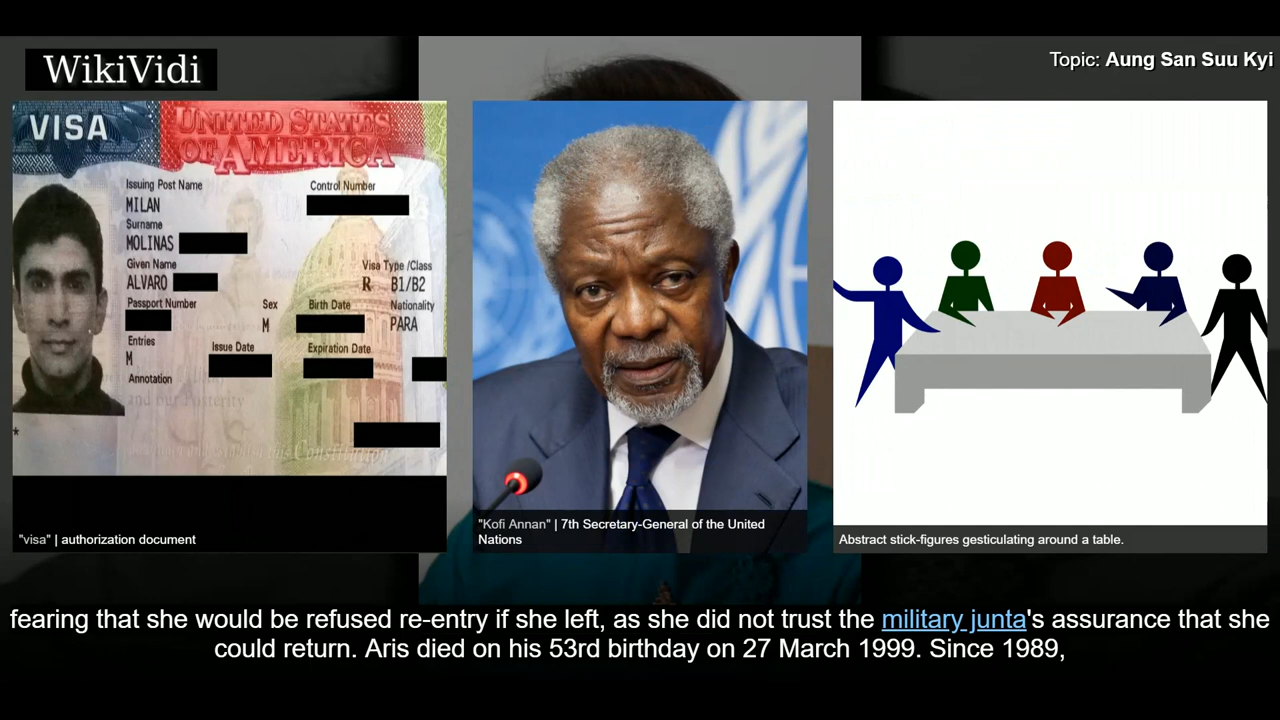 WikiVidi
Topic: Aung San Suu Kyi
VISA
UNITED STATES
OF AMERICA
Issuing Post Name
Control Number
MILAN
Surname
MOLINAS
Given Name
Visa Type /Class
ALVARO
R B1/B2
Passport Number
Sex
Birth Date
Nationality
M
PARA
Entries
Issue Date
Expiration Date
M
Annotation
and our Posterity
*
Constitution
"visa" | authorization document
"Kofi Annan" | 7th Secretary-General of the United
Nations
Abstract stick-figures gesticulating around a table.
fearing that she would be refused re-entry if she left, as she did not trust the military junta's assurance that she
could return. Aris died on his 53rd birthday on 27 March 1999. Since 1989,